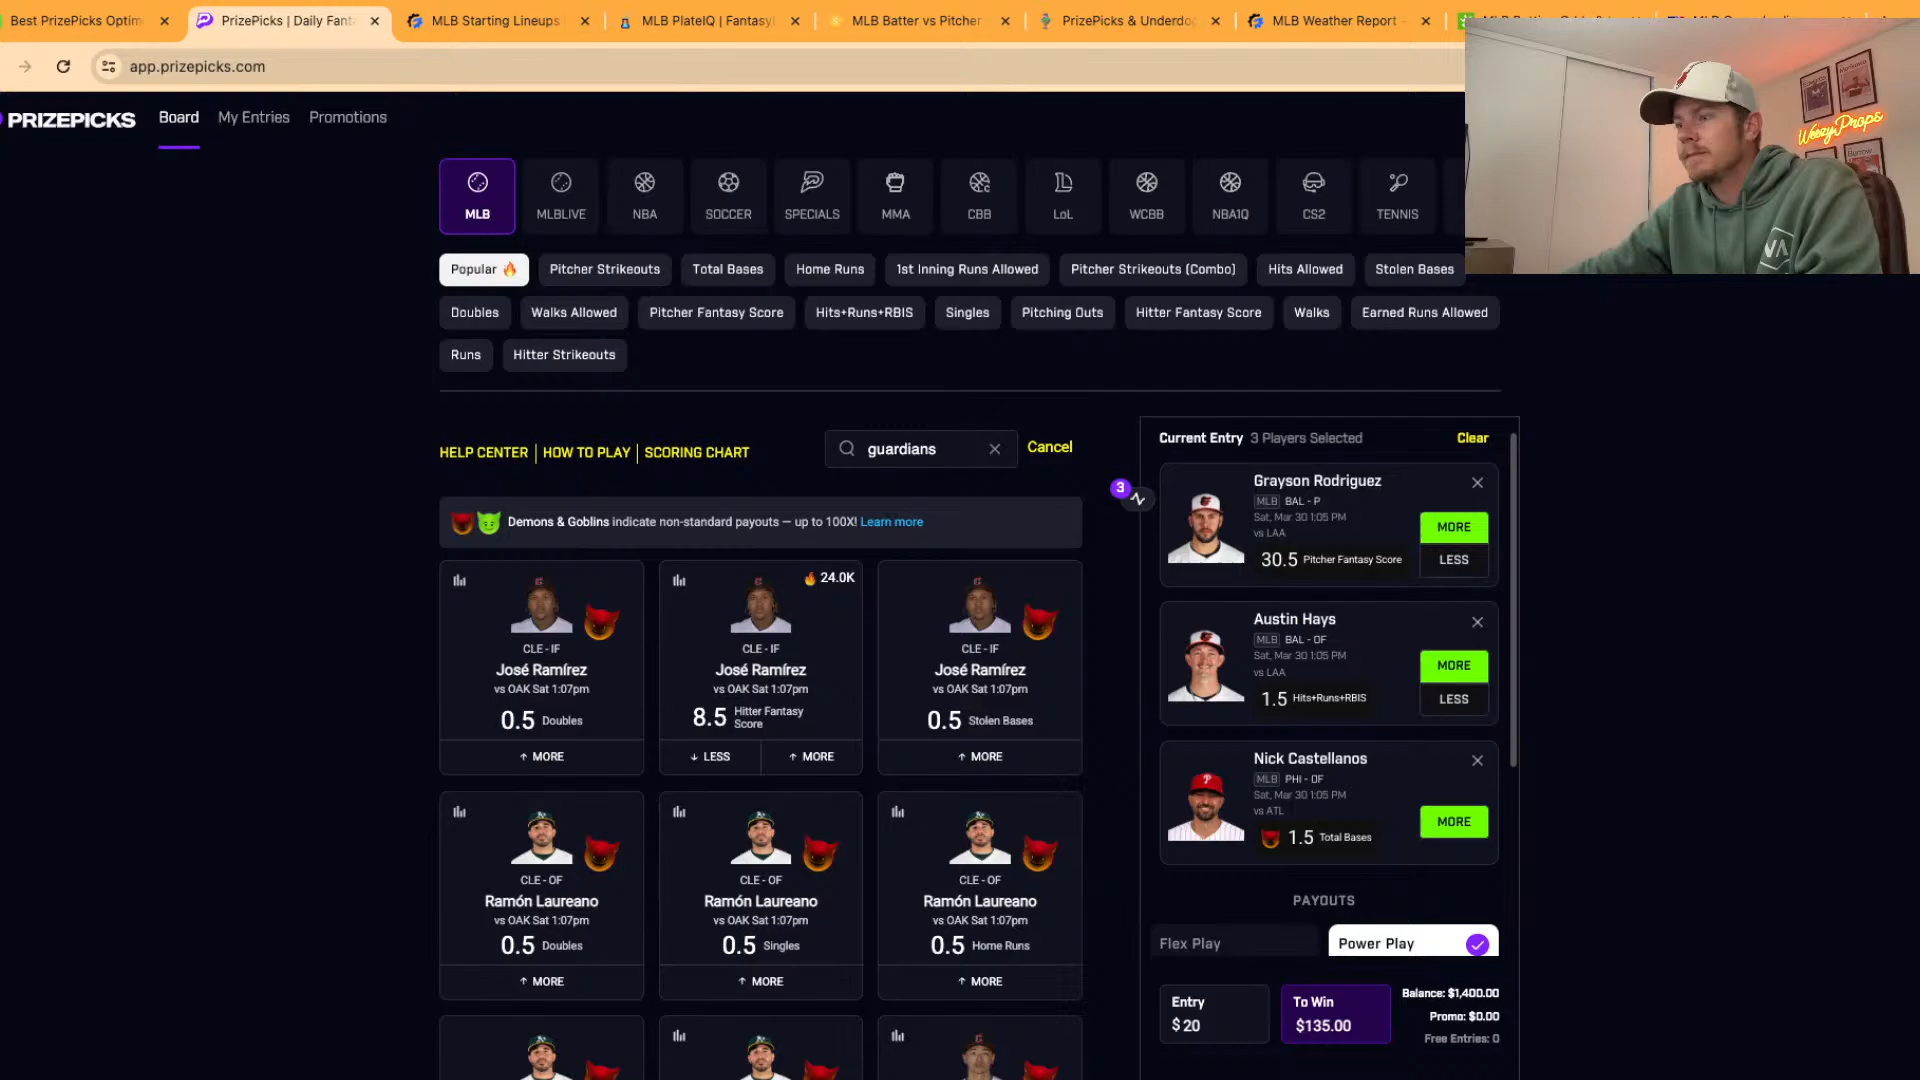 Best PrizePicks Optim
PrizePicks | Daily Fant
MLB Starting Lineups
MLB PlateIQ | Fantasy
MLB Batter vs Pitcher
PrizePicks & Underdo
MLB Weather Report -
app.prizepicks.com
PRIZEPICKS
Board
My Entries
Promotions
WeezyProps
MLB
MLBLIVE
NBA
SOCCER
SPECIALS
MMA
CBB
LoL
WCBB
NBA1Q
CS2
TENNIS
Popular
Pitcher Strikeouts
Total Bases
Home Runs
1st Inning Runs Allowed
Pitcher Strikeouts (Combo)
Hits Allowed
Stolen Bases
Doubles
Walks Allowed
Pitcher Fantasy Score
Hits+Runs+RBIS
Singles
Pitching Outs
Hitter Fantasy Score
Walks
Earned Runs Allowed
Runs
Hitter Strikeouts
HELP CENTER | HOW TO PLAY | SCORING CHART
guardians
Cancel
Demons & Goblins indicate non-standard payouts — up to 100X! Learn more
CLE - IF
José Ramírez
vs OAK Sat 1:07pm
0.5 Doubles
↑ MORE
24.0K
CLE - IF
José Ramírez
vs OAK Sat 1:07pm
8.5 Hitter Fantasy
Score
↓ LESS
↑ MORE
CLE - IF
José Ramírez
vs OAK Sat 1:07pm
0.5 Stolen Bases
↑ MORE
CLE - OF
Ramón Laureano
vs OAK Sat 1:07pm
0.5 Doubles
↑ MORE
CLE - OF
Ramón Laureano
vs OAK Sat 1:07pm
0.5 Singles
↑ MORE
CLE - OF
Ramón Laureano
vs OAK Sat 1:07pm
0.5 Home Runs
↑ MORE
3
Current Entry 3 Players Selected
Clear
Grayson Rodriguez
MLB BAL - P
Sat, Mar 30 1:05 PM
vs LAA
30.5 Pitcher Fantasy Score
MORE
LESS
Austin Hays
MLB BAL - OF
Sat, Mar 30 1:05 PM
vs LAA
1.5 Hits+Runs+RBIS
MORE
LESS
Nick Castellanos
MLB PHI - OF
Sat, Mar 30 1:05 PM
vs ATL
1.5 Total Bases
MORE
PAYOUTS
Flex Play
Power Play
Entry
$ 20
To Win
$135.00
Balance: $1,400.00
Promo: $0.00
Free Entries: 0